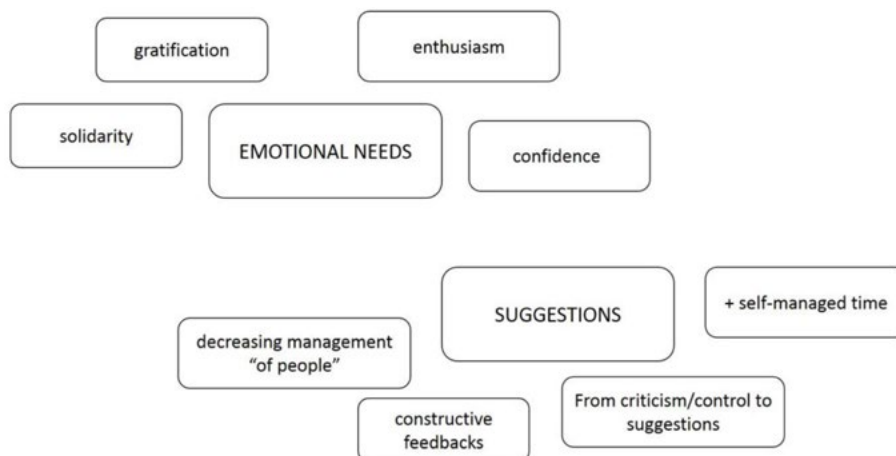 gratification
enthusiasm
solidarity
EMOTIONAL NEEDS
confidence
SUGGESTIONS
+ self-managed time
decreasing management
“of people”
From criticism/control to
suggestions
constructive
feedbacks